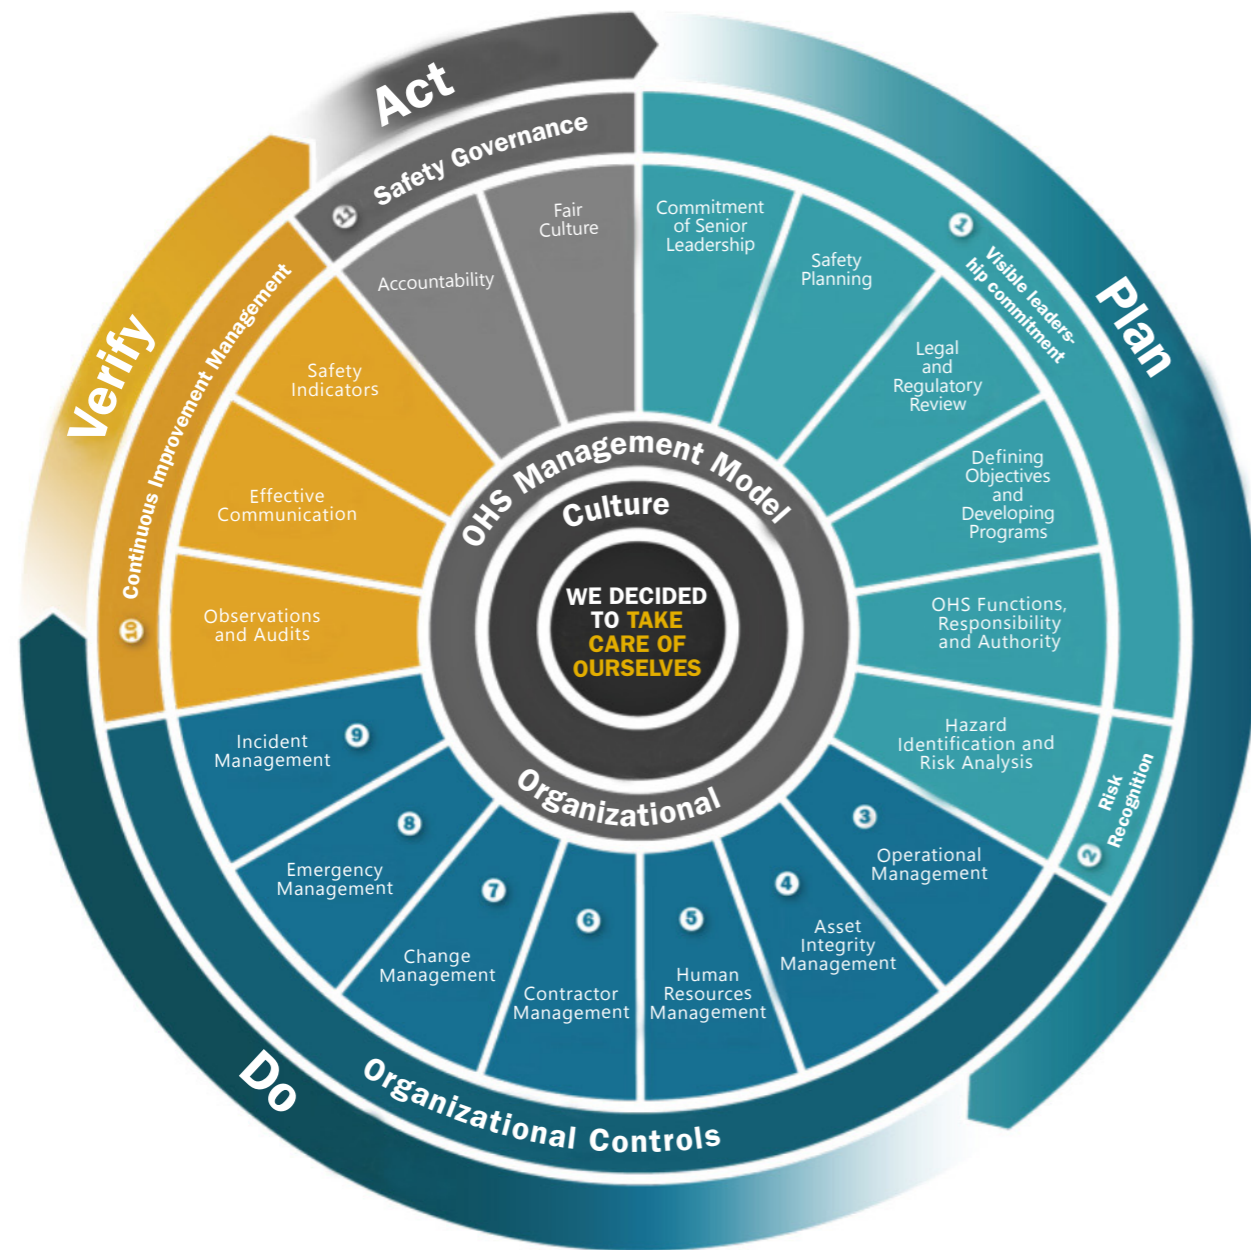 Act
11 Safety Governance
Fair
Culture
Accountability
Plan
1 Visible leaders-
hip commitment
Commitment
of Senior
Leadership
Safety
Planning
Legal
and
Regulatory
Review
Defining
Objectives
and
Developing
Programs
OHS Functions,
Responsibility
and Authority
2 Risk
Recognition
Hazard
Identification and
Risk Analysis
Do
Organizational Controls
3
Operational
Management
4
Asset
Integrity
Management
5
Human
Resources
Management
6
Contractor
Management
7
Change
Management
8
Emergency
Management
9
Incident
Management
Verify
10 Continuous Improvement Management
Observations
and Audits
Effective
Communication
Safety
Indicators
OHS Management Model
Organizational
Culture
WE DECIDED
TO TAKE
CARE OF
OURSELVES